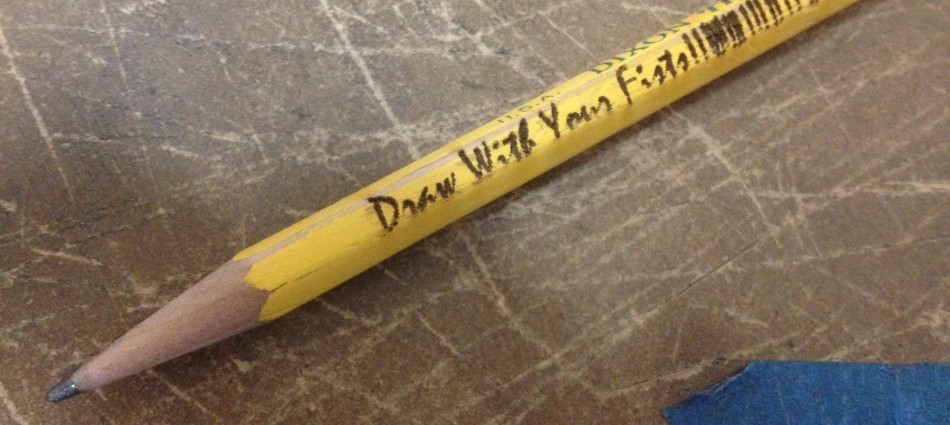 U.S.A. DIXON
Draw With Your Fists!!